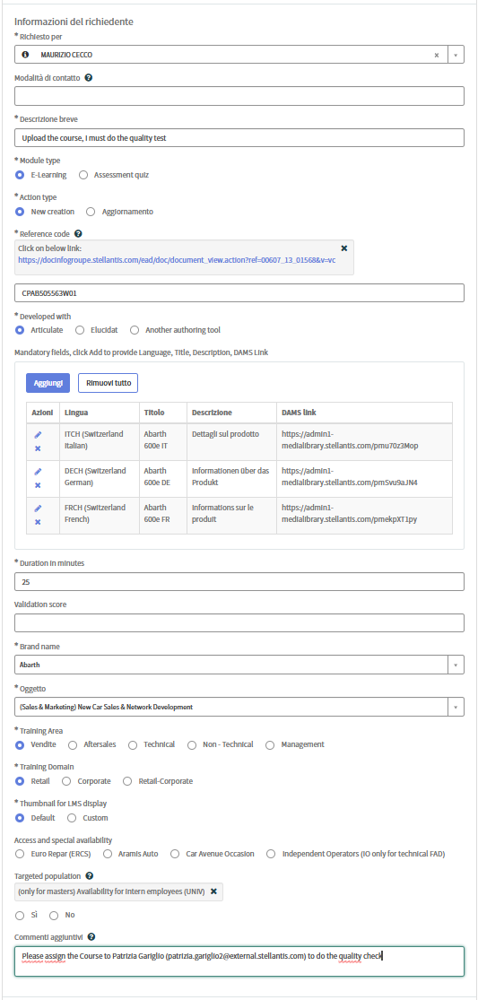 Informazioni del richiedente
* Richiesto per
MAURIZIO CECCO
Modalità di contatto
* Descrizione breve
Upload the course, I must do the quality test
* Module type
E-Learning Assessment quiz
* Action type
New creation Aggiornamento
* Reference code
Click on below link:
https://docinfogroupe.stellantis.com/ead/doc/document_view.action?ref=00607_13_01568&v=vc
CPAB505563W01
* Developed with
Articulate Elucidat Another authoring tool
Mandatory fields, click Add to provide Language, Title, Description, DAMS Link
Aggiungi Rimuovi tutto
Azioni Lingua Titolo Descrizione DAMS link
ITCH (Switzerland Abarth Dettagli sul prodotto https://admin1-
Italian) 600e IT medialibrary.stellantis.com/pmu70z3Mop
DECH (Switzerland Abarth Informationen über das https://admin1-
German) 600e DE Produkt medialibrary.stellantis.com/pmSvu9aJN4
FRCH (Switzerland Abarth Informations sur le https://admin1-
French) 600e FR produit medialibrary.stellantis.com/pmekpXT1py
* Duration in minutes
25
Validation score
* Brand name
Abarth
* Oggetto
(Sales & Marketing) New Car Sales & Network Development
* Training Area
Vendite Aftersales Technical Non - Technical Management
* Training Domain
Retail Corporate Retail-Corporate
* Thumbnail for LMS display
Default Custom
Access and special availability
Euro Repar (ERCS) Aramis Auto Car Avenue Occasion Independent Operators (IO only for technical FAD)
Targeted population
(only for masters) Availability for intern employees (UNIV)
Sì No
Commenti aggiuntivi
Please assign the Course to Patrizia Gariglio (patrizia.gariglio2@external.stellantis.com) to do the quality check